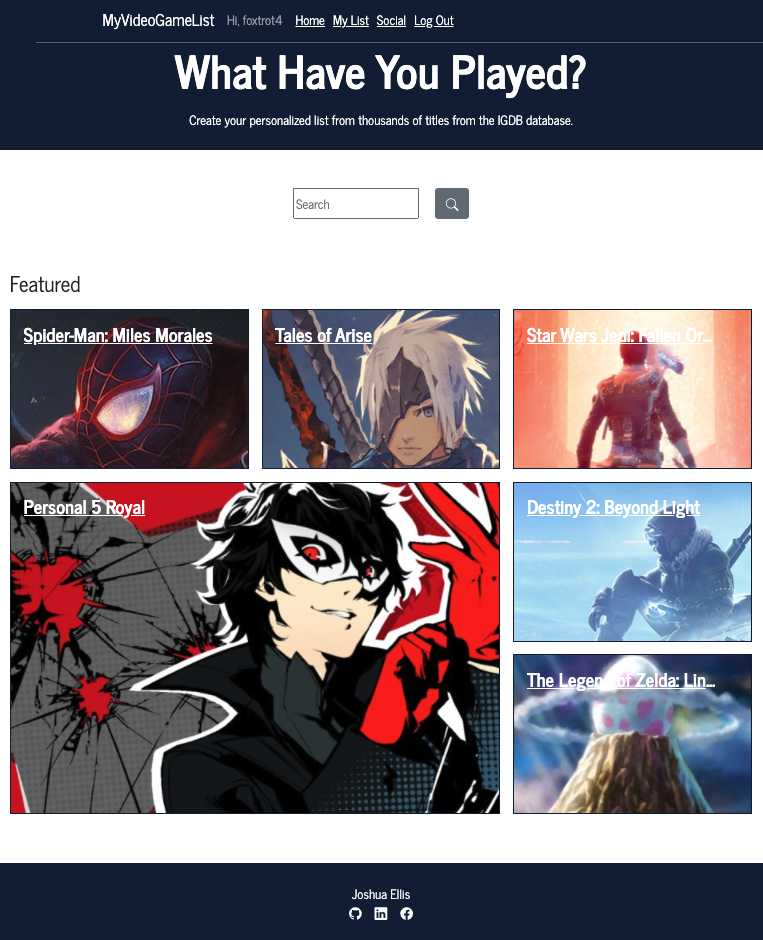 MyVideoGameList Hi, foxtrot4 Home My List Social Log Out
What Have You Played?
Create your personalized list from thousands of titles from the IGDB database.
Search
Featured
Spider-Man: Miles Morales
Tales of Arise
Star Wars Jedi: Fallen Or...
Personal 5 Royal
Destiny 2: Beyond Light
The Legend of Zelda: Lin...
Joshua Ellis